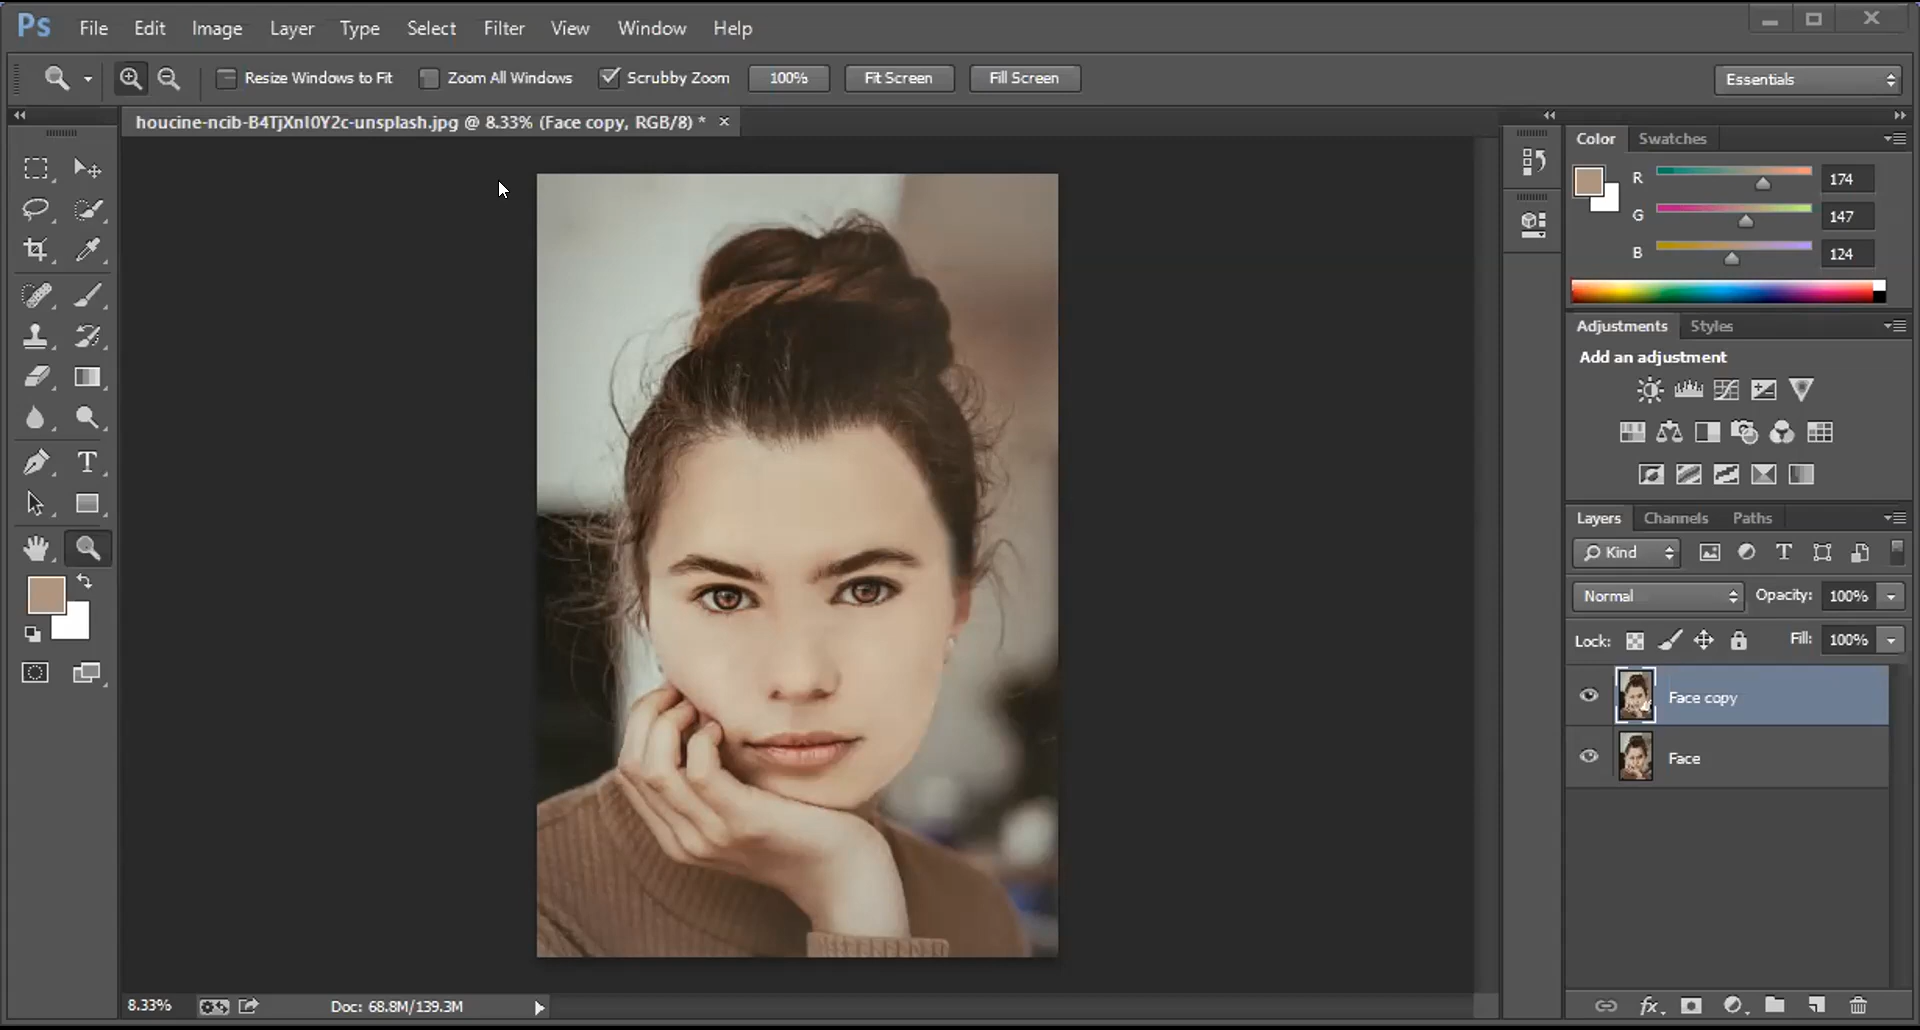 Ps File Edit Image Layer Type Select Filter View Window Help
Resize Windows to Fit Zoom All Windows Scrubby Zoom 100% Fit Screen Fill Screen Essentials
houcine-ncib-B4TjXnI0Y2c-unsplash.jpg @ 8.33% (Face copy, RGB/8) *
Color Swatches
R 174
G 147
B 124
Adjustments Styles
Add an adjustment
Layers Channels Paths
Kind
Normal Opacity: 100%
Lock: Fill: 100%
Face copy
Face
8.33% Doc: 68.8M/139.3M
fx